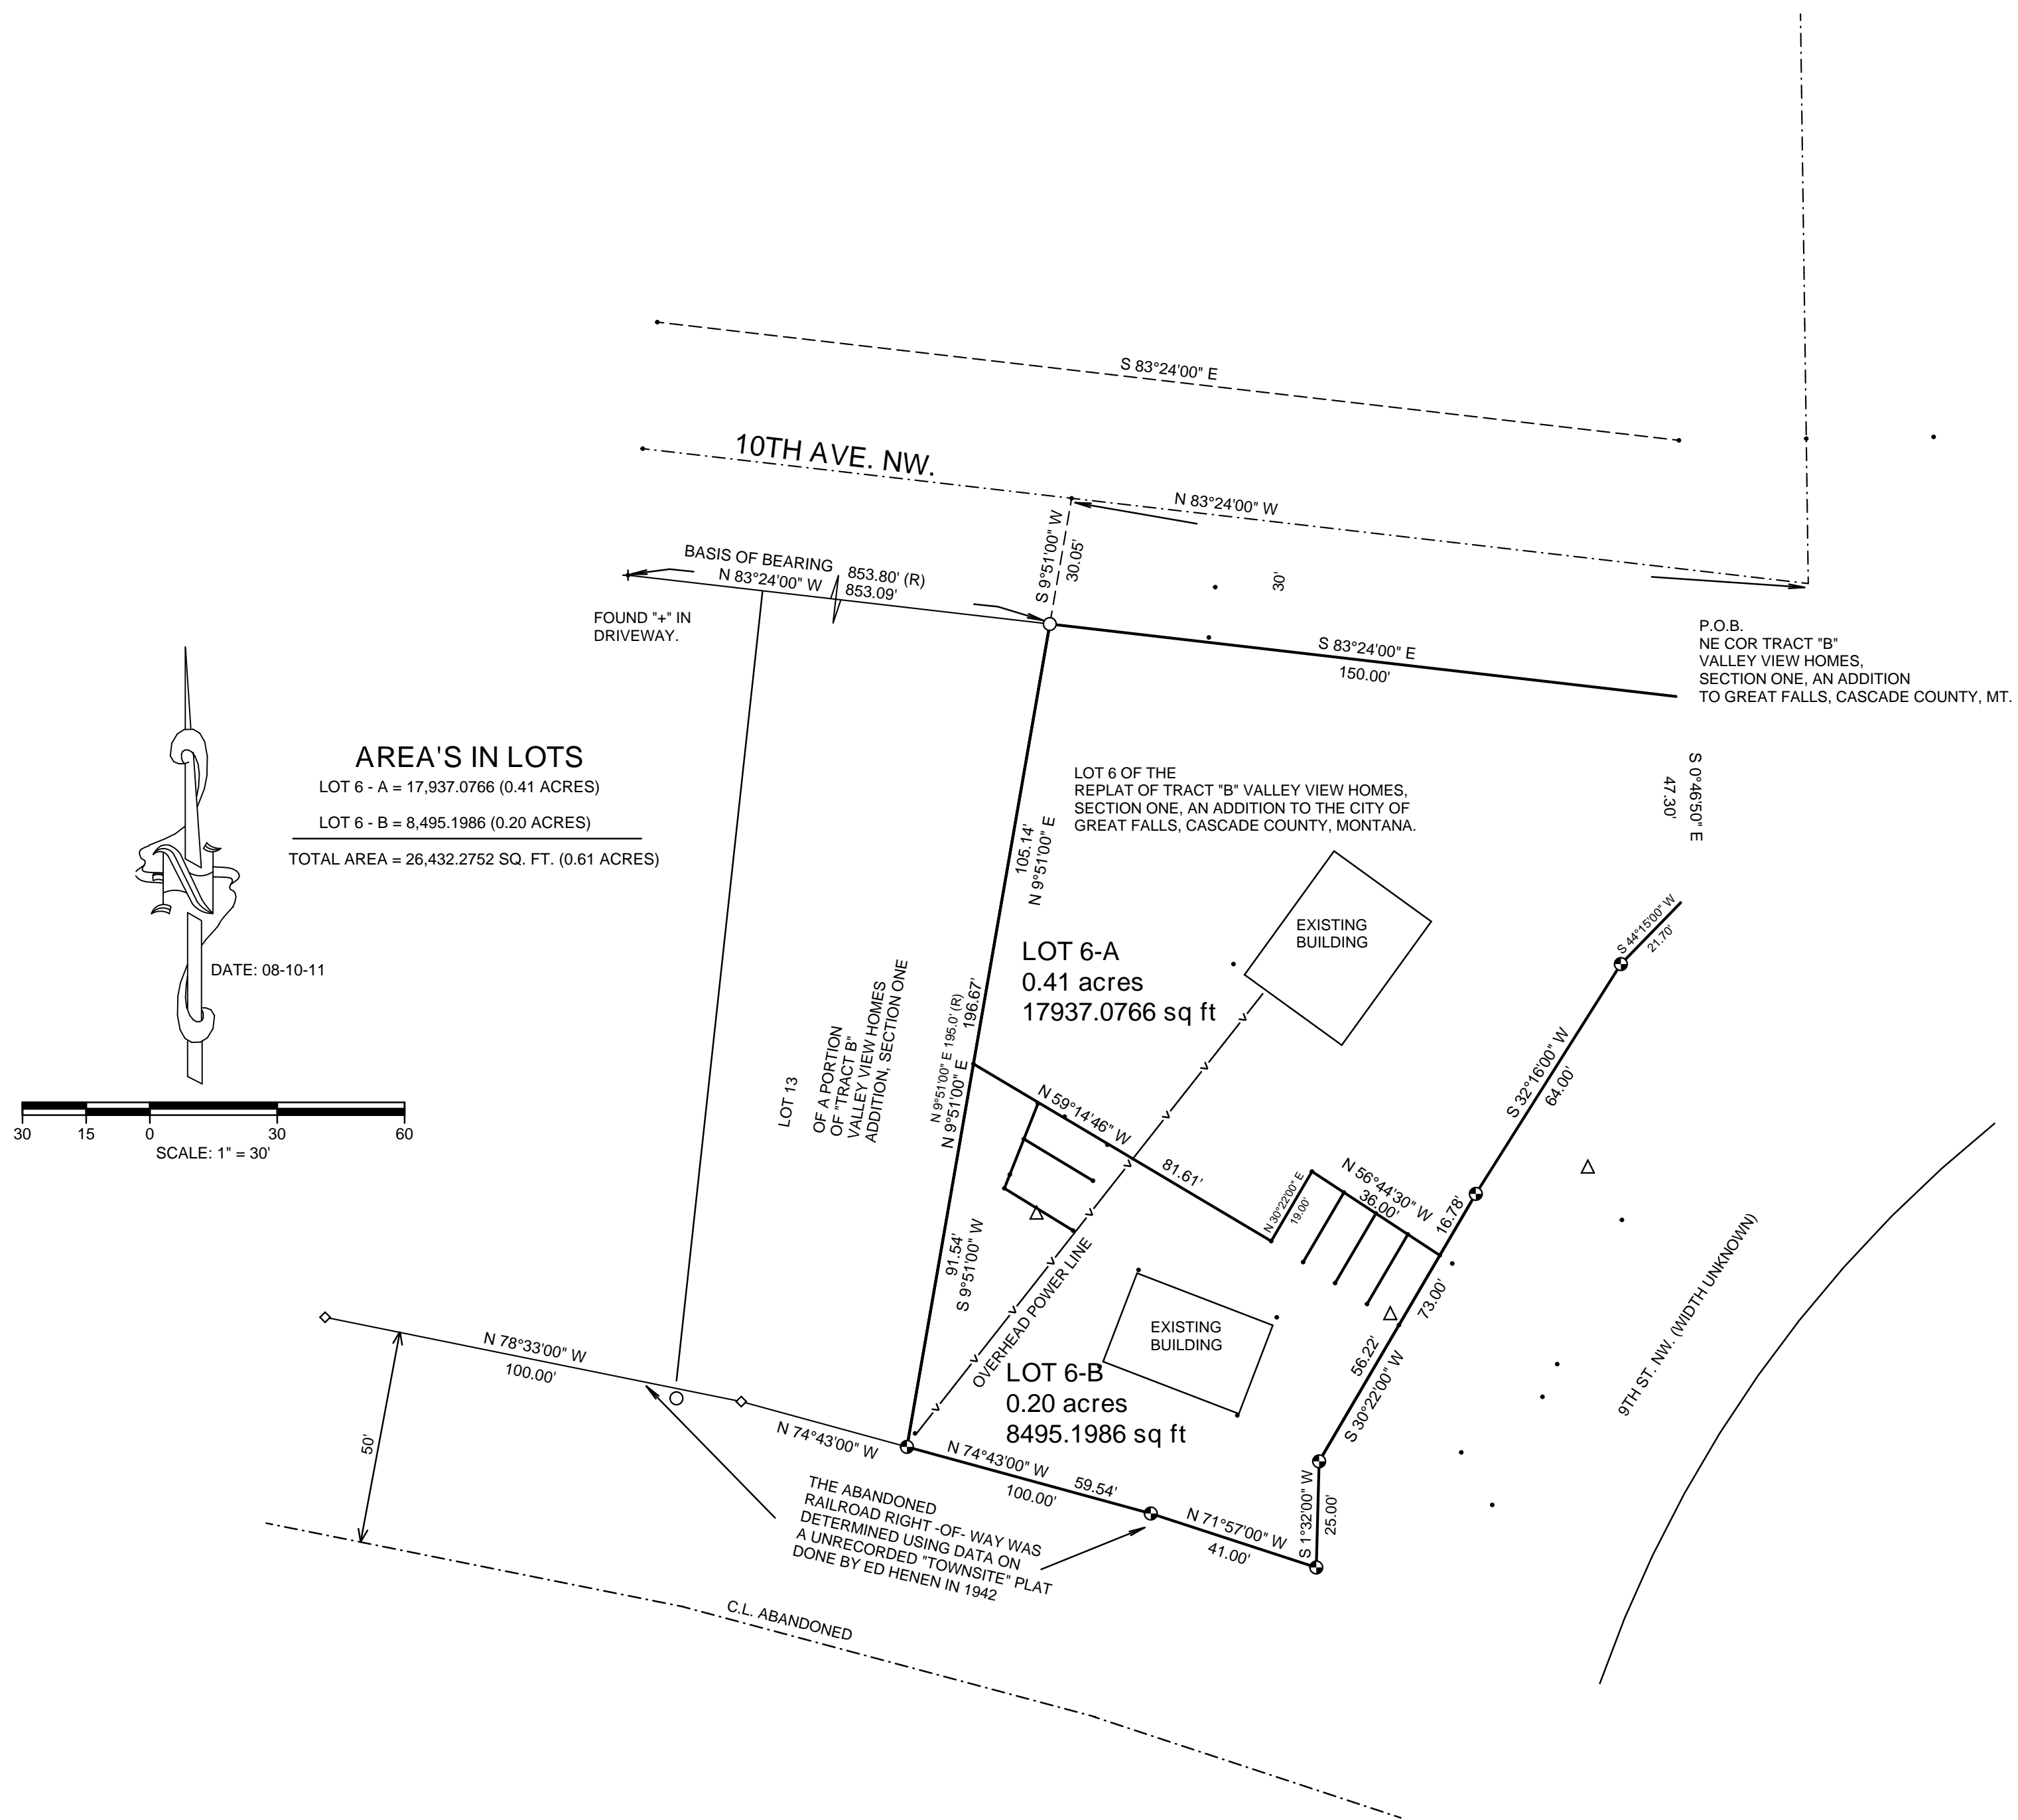 S 83°24'00" E
10TH AVE. NW.
N 83°24'00" W
S 9°51'00" W
30.05'
30'
BASIS OF BEARING
N 83°24'00" W
853.80' (R)
853.09'
FOUND "+" IN
DRIVEWAY.
S 83°24'00" E
150.00'
P.O.B.
NE COR TRACT "B"
VALLEY VIEW HOMES,
SECTION ONE, AN ADDITION
TO GREAT FALLS, CASCADE COUNTY, MT.
AREA'S IN LOTS
LOT 6 - A = 17,937.0766 (0.41 ACRES)
LOT 6 - B = 8,495.1986 (0.20 ACRES)
TOTAL AREA = 26,432.2752 SQ. FT. (0.61 ACRES)
N
DATE: 08-10-11
30 15 0 30 60
SCALE: 1" = 30'
LOT 6 OF THE
REPLAT OF TRACT "B" VALLEY VIEW HOMES,
SECTION ONE, AN ADDITION TO THE CITY OF
GREAT FALLS, CASCADE COUNTY, MONTANA.
S 0°46'50" E
47.30'
105.14'
N 9°51'00" E
EXISTING
BUILDING
LOT 6-A
0.41 acres
17937.0766 sq ft
S 44°15'00" W
21.70'
S 32°16'00" W
64.00'
LOT 13
OF A PORTION
OF "TRACT B"
VALLEY VIEW HOMES
ADDITION, SECTION ONE
N 9°51'00" E 195.0' (R)
N 9°51'00" E
196.67'
N 59°14'46" W
81.61'
N 30°22'00" E
19.00'
N 56°44'30" W
36.00'
16.78'
73.00'
56.22'
S 30°22'00" W
91.54'
S 9°51'00" W
OVERHEAD POWER LINE
EXISTING
BUILDING
LOT 6-B
0.20 acres
8495.1986 sq ft
9TH ST. NW. (WIDTH UNKNOWN)
N 78°33'00" W
100.00'
50'
N 74°43'00" W
N 74°43'00" W
59.54'
100.00'
N 71°57'00" W
41.00'
S 1°32'00" W
25.00'
THE ABANDONED
RAILROAD RIGHT -OF- WAY WAS
DETERMINED USING DATA ON
A UNRECORDED "TOWNSITE" PLAT
DONE BY ED HENEN IN 1942
C.L. ABANDONED